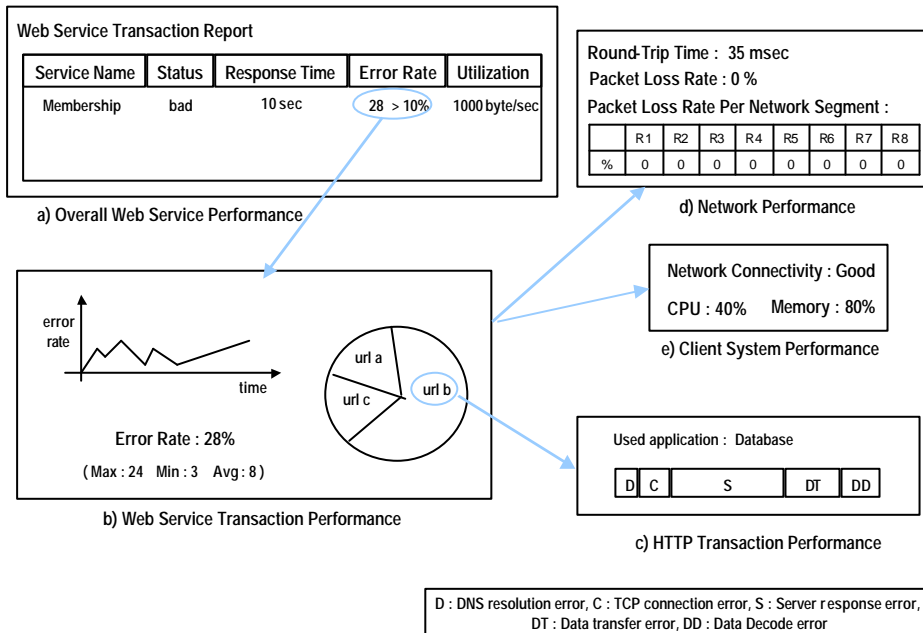 Web Service Transaction Report
Service Name Status Response Time Error Rate Utilization
Membership bad 10 sec 28 > 10% 1000 byte/sec
a) Overall Web Service Performance
Round-Trip Time : 35 msec
Packet Loss Rate : 0 %
Packet Loss Rate Per Network Segment :
R1 R2 R3 R4 R5 R6 R7 R8
% 0 0 0 0 0 0 0 0
d) Network Performance
Network Connectivity : Good
CPU : 40% Memory : 80%
e) Client System Performance
error
rate
time
url a
url b
url c
Error Rate : 28%
( Max : 24 Min : 3 Avg : 8 )
b) Web Service Transaction Performance
Used application : Database
D C S DT DD
c) HTTP Transaction Performance
D : DNS resolution error, C : TCP connection error, S : Server response error,
DT : Data transfer error, DD : Data Decode error